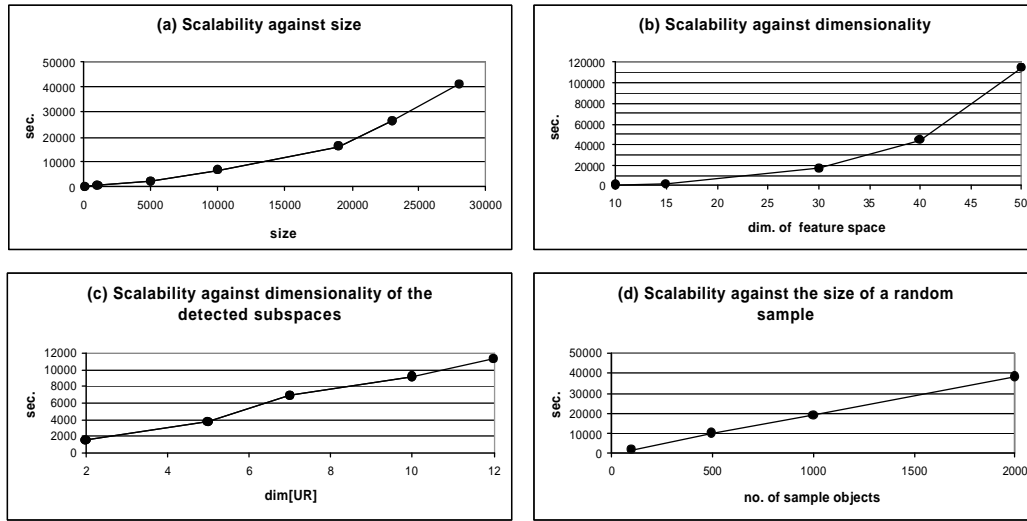 (a) Scalability against size
50000
40000
30000
20000
10000
0
sec.
0 5000 10000 15000 20000 25000 30000
size
(b) Scalability against dimensionality
120000
100000
80000
60000
40000
20000
0
sec.
10 15 20 25 30 35 40 45 50
dim. of feature space
(c) Scalability against dimensionality of the
detected subspaces
12000
10000
8000
6000
4000
2000
sec.
2 4 6 8 10 12
dim[UR]
(d) Scalability against the size of a random
sample
50000
40000
30000
20000
10000
0
sec.
0 500 1000 1500 2000
no. of sample objects